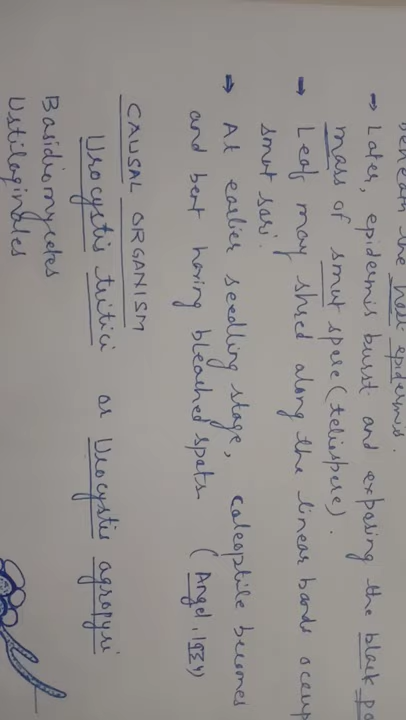 beneath the host epidermis.
→ Later, epidermis burst and exposing the black po
mass of smut spore (teliospore).
→ Leaf may shred along the linear bands occup
smut sori.
→ At earlier seedling stage, coleoptile becomes
and bent having bleached spots. (Angel, 1934)
CAUSAL ORGANISM
Urocystis tritici or Urocystis agropyri
Basidiomycetes
Ustilaginales